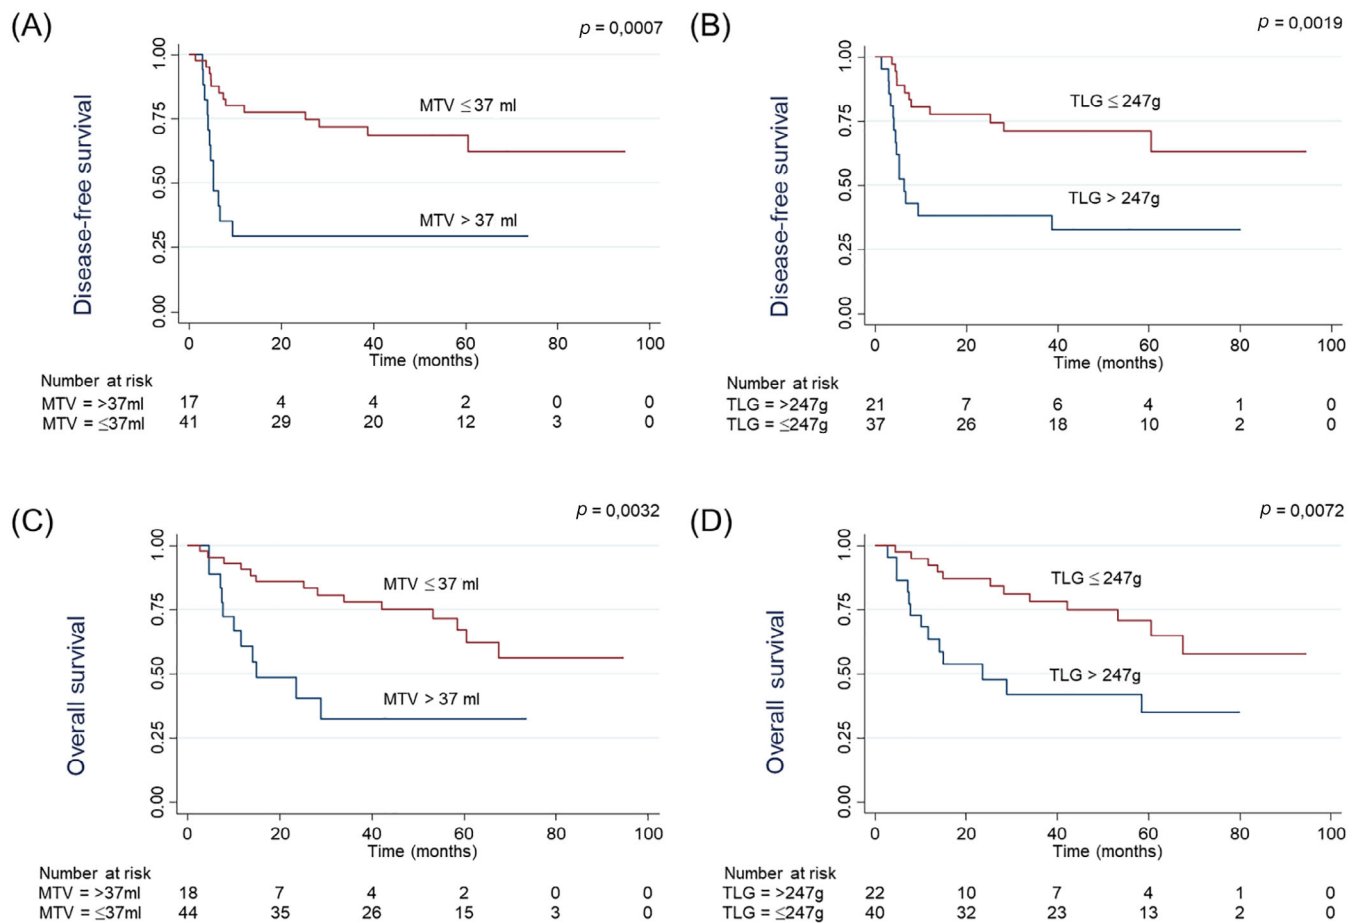 (A)
p = 0,0007
Disease-free survival
1.00
0.75
0.50
0.25
0.00
MTV ≤ 37 ml
MTV > 37 ml
0 20 40 60 80 100
Time (months)
Number at risk
MTV = >37ml 17 4 4 2 0 0
MTV = ≤37ml 41 29 20 12 3 0
(B)
p = 0,0019
Disease-free survival
1.00
0.75
0.50
0.25
0.00
TLG ≤ 247g
TLG > 247g
0 20 40 60 80 100
Time (months)
Number at risk
TLG = >247g 21 7 6 4 1 0
TLG = ≤247g 37 26 18 10 2 0
(C)
p = 0,0032
Overall survival
1.00
0.75
0.50
0.25
0.00
MTV ≤ 37 ml
MTV > 37 ml
0 20 40 60 80 100
Time (months)
Number at risk
MTV = >37ml 18 7 4 2 0 0
MTV = ≤37ml 44 35 26 15 3 0
(D)
p = 0,0072
Overall survival
1.00
0.75
0.50
0.25
0.00
TLG ≤ 247g
TLG > 247g
0 20 40 60 80 100
Time (months)
Number at risk
TLG = >247g 22 10 7 4 1 0
TLG = ≤247g 40 32 23 13 2 0